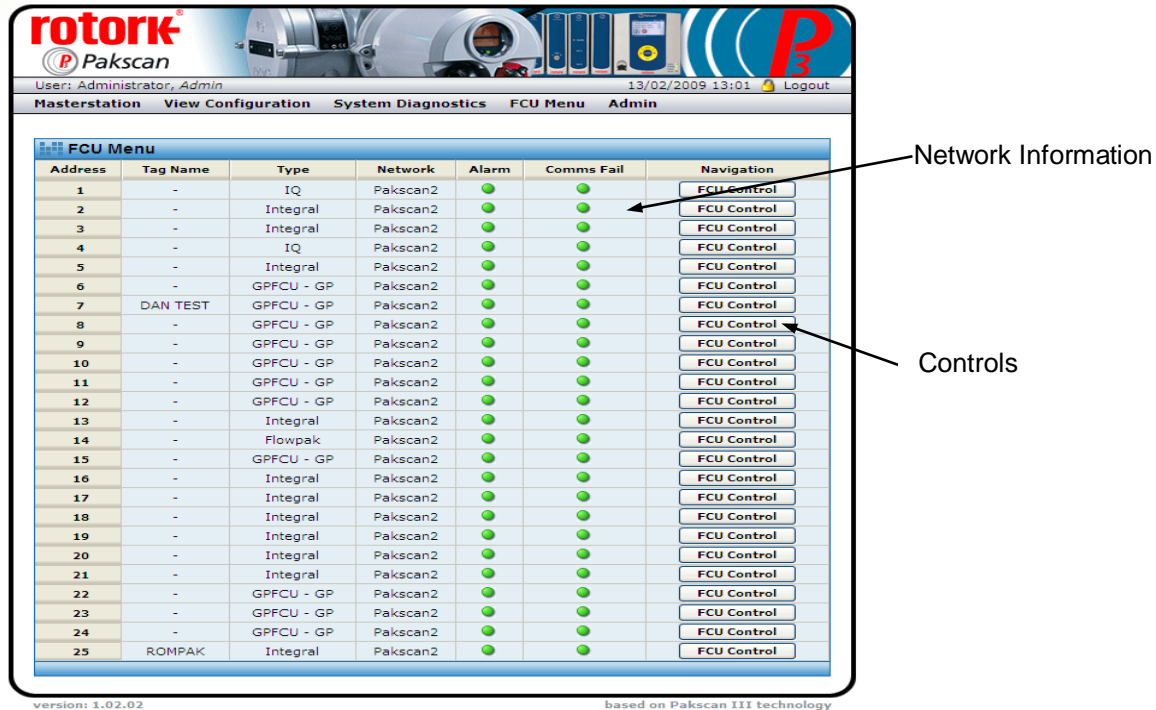 rotork®
P Pakscan
P3
User: Administrator, Admin 13/02/2009 13:01 Logout
Masterstation View Configuration System Diagnostics FCU Menu Admin
FCU Menu
Address Tag Name Type Network Alarm Comms Fail Navigation
1 - IQ Pakscan2 FCU Control
2 - Integral Pakscan2 FCU Control
3 - Integral Pakscan2 FCU Control
4 - IQ Pakscan2 FCU Control
5 - Integral Pakscan2 FCU Control
6 - GPFCU - GP Pakscan2 FCU Control
7 DAN TEST GPFCU - GP Pakscan2 FCU Control
8 - GPFCU - GP Pakscan2 FCU Control
9 - GPFCU - GP Pakscan2 FCU Control
10 - GPFCU - GP Pakscan2 FCU Control
11 - GPFCU - GP Pakscan2 FCU Control
12 - GPFCU - GP Pakscan2 FCU Control
13 - Integral Pakscan2 FCU Control
14 - Flowpak Pakscan2 FCU Control
15 - GPFCU - GP Pakscan2 FCU Control
16 - Integral Pakscan2 FCU Control
17 - Integral Pakscan2 FCU Control
18 - Integral Pakscan2 FCU Control
19 - Integral Pakscan2 FCU Control
20 - Integral Pakscan2 FCU Control
21 - Integral Pakscan2 FCU Control
22 - GPFCU - GP Pakscan2 FCU Control
23 - GPFCU - GP Pakscan2 FCU Control
24 - GPFCU - GP Pakscan2 FCU Control
25 ROMPAK Integral Pakscan2 FCU Control
version: 1.02.02 based on Pakscan III technology
Network Information
Controls